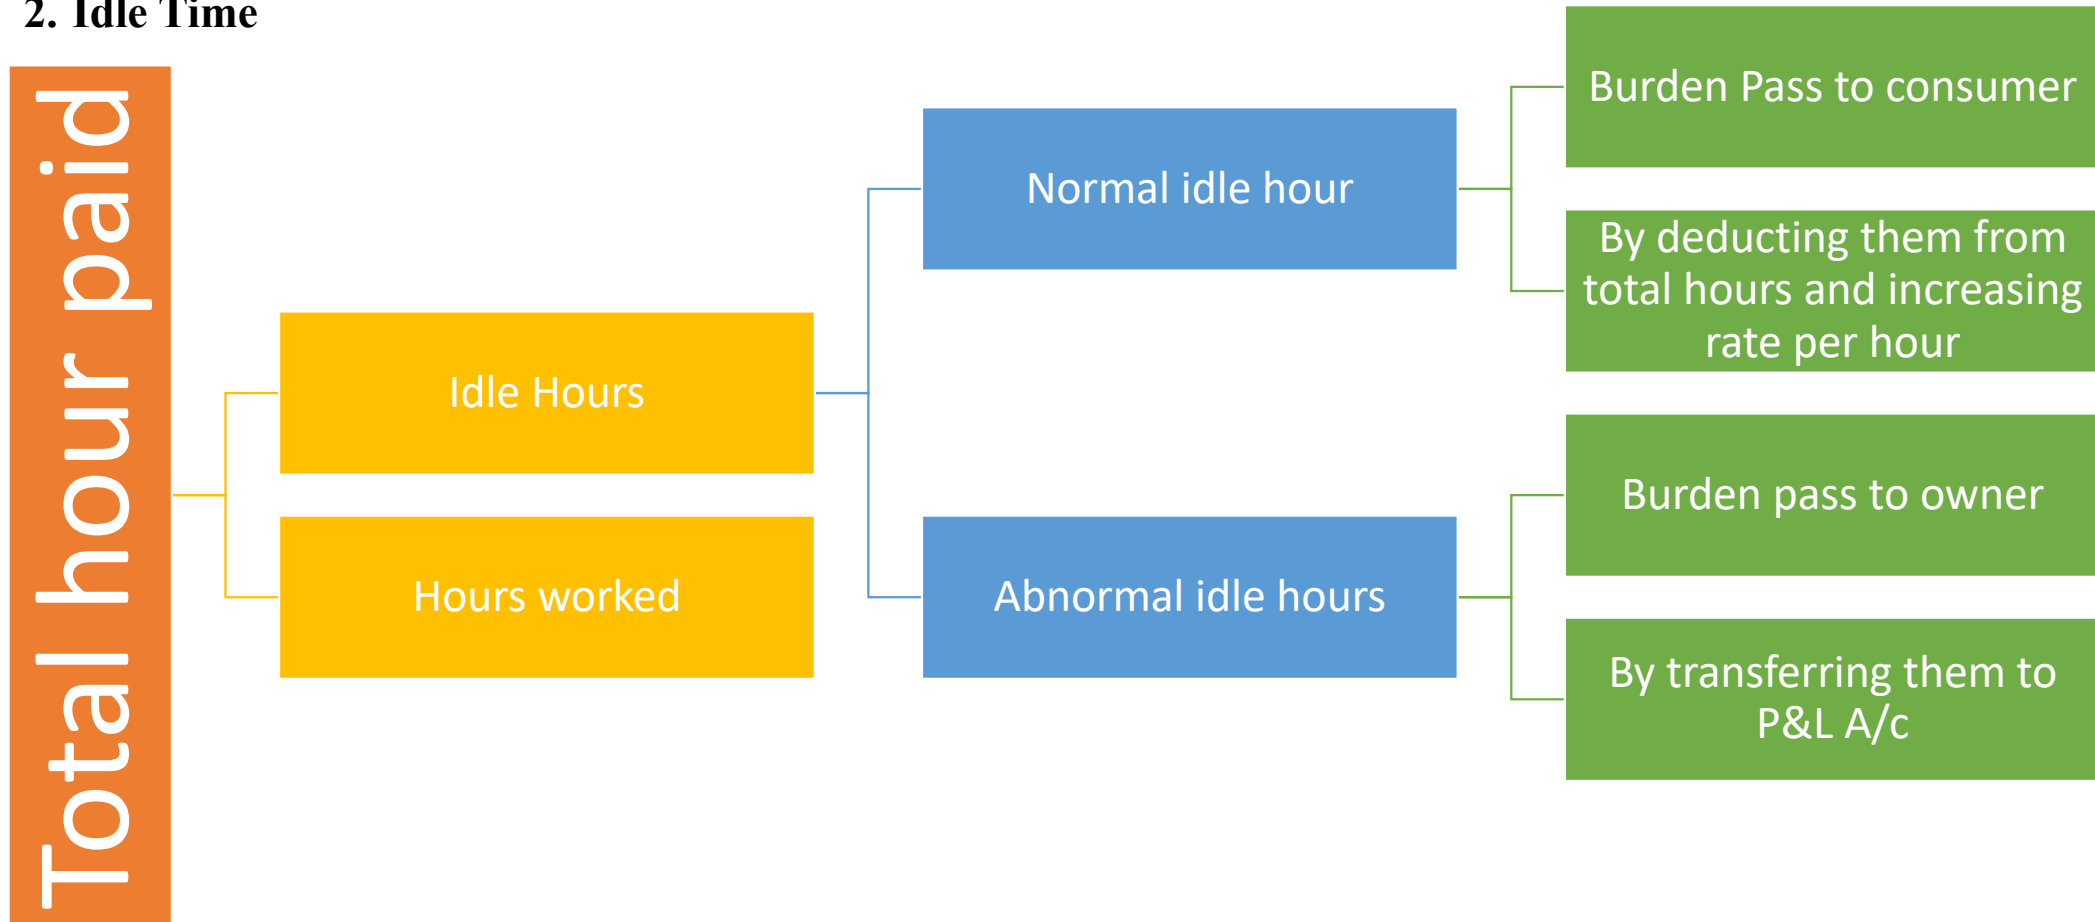 2. Idle Time
Total hour paid
Idle Hours
Hours worked
Normal idle hour
Abnormal idle hours
Burden Pass to consumer
By deducting them from
total hours and increasing
rate per hour
Burden pass to owner
By transferring them to
P&L A/c